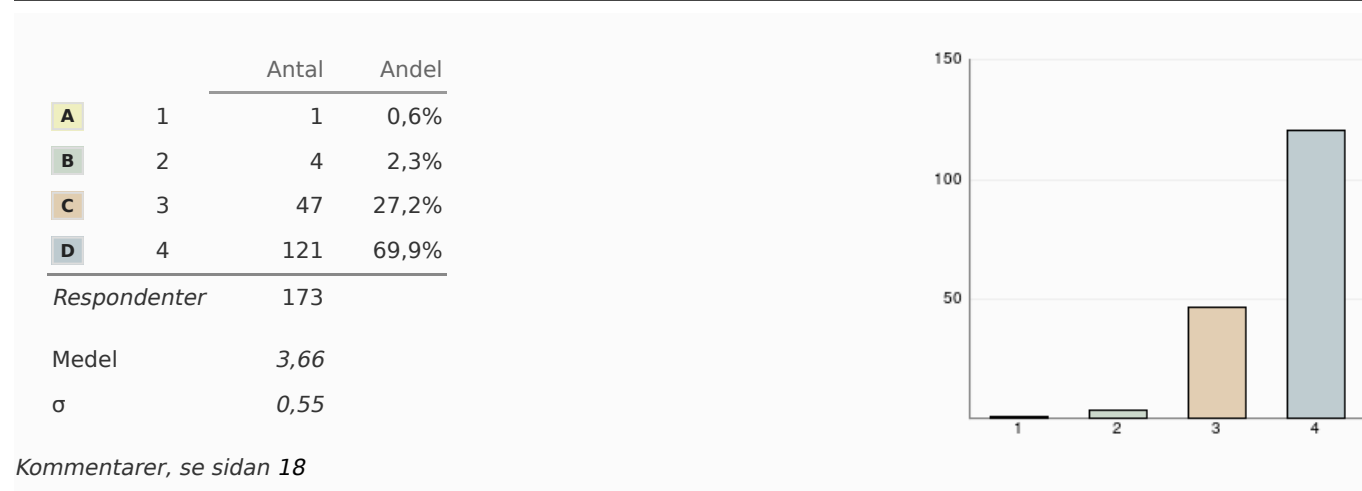 Antal Andel
A 1 1 0,6%
B 2 4 2,3%
C 3 47 27,2%
D 4 121 69,9%
Respondenter 173
Medel 3,66
σ 0,55
150
100
50
1 2 3 4
Kommentarer, se sidan 18